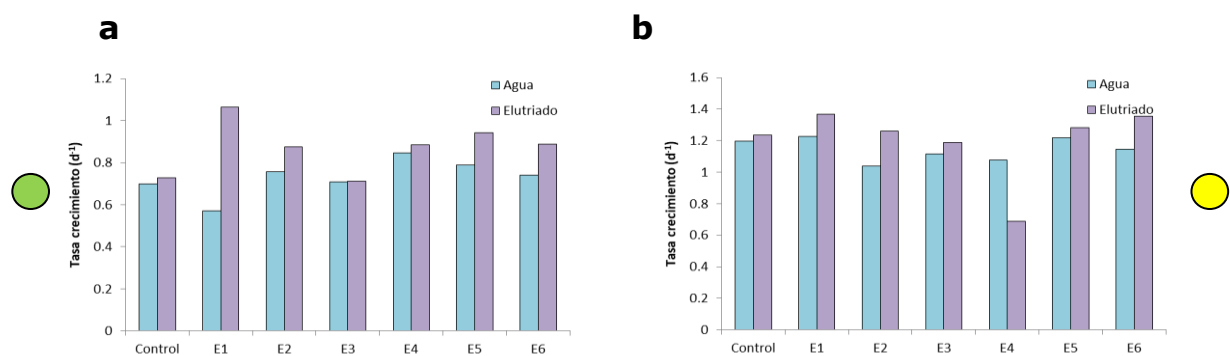 a
b
Tasa crecimiento (d⁻¹)
1.2
1
0.8
0.6
0.4
0.2
0
Agua
Elutriado
Control E1 E2 E3 E4 E5 E6
Tasa crecimiento (d⁻¹)
1.6
1.4
1.2
1
0.8
0.6
0.4
0.2
0
Agua
Elutriado
Control E1 E2 E3 E4 E5 E6